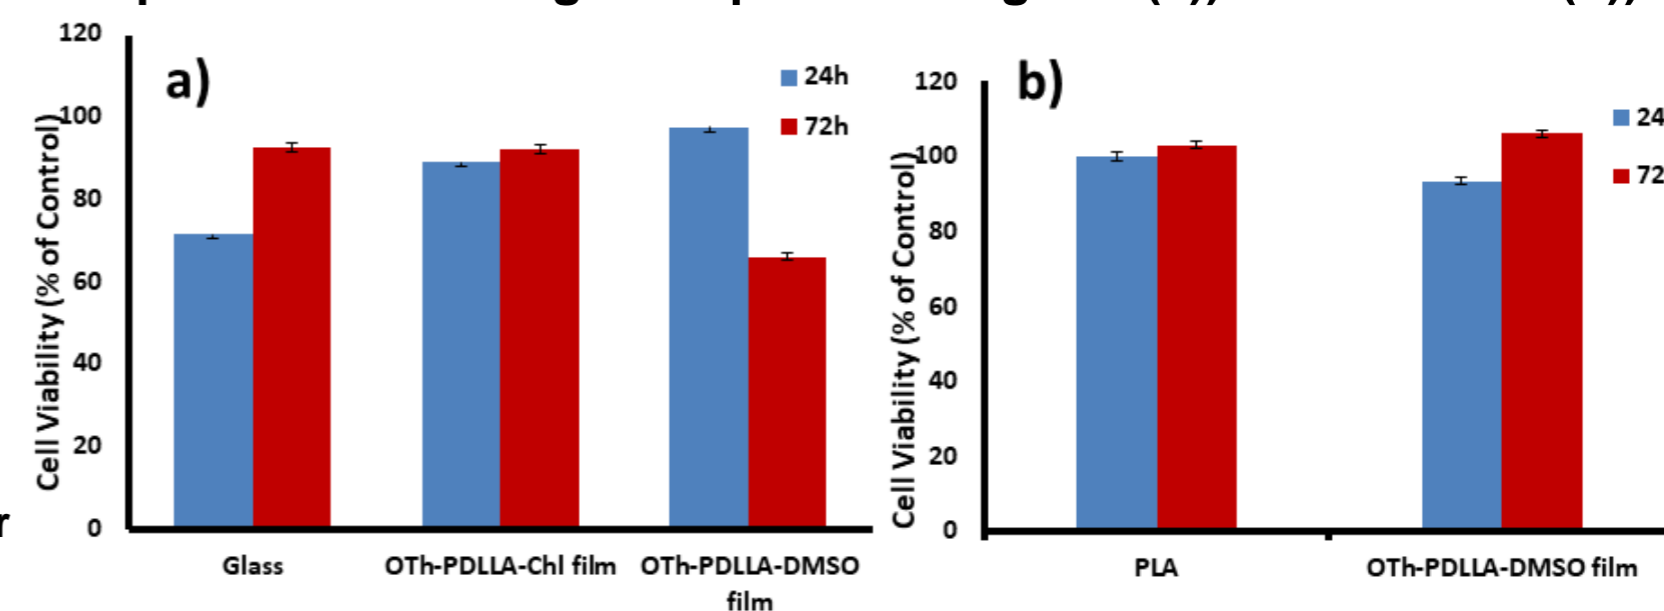 a)
24h
72h
120
100
80
60
40
20
0
Cell Viability (% of Control)
Glass
OTh-PDLLA-Chl film
OTh-PDLLA-DMSO
film
b)
24
72
120
100
80
60
40
20
0
Cell Viability (% of Control)
PLA
OTh-PDLLA-DMSO film